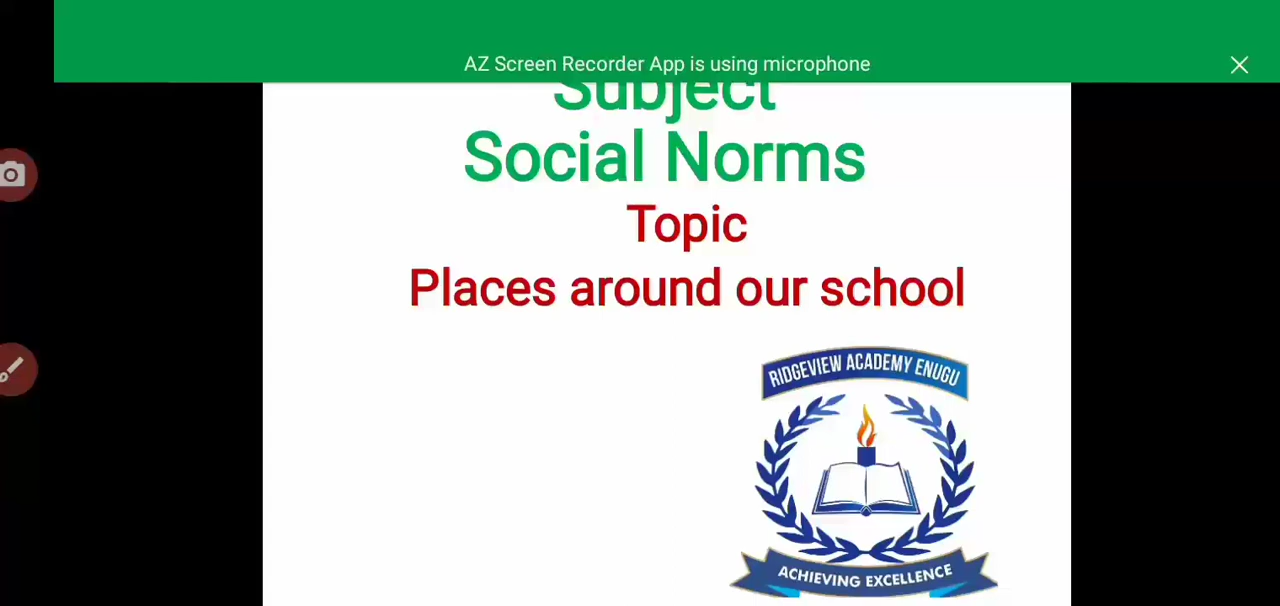 AZ Screen Recorder App is using microphone
Subject
Social Norms
Topic
Places around our school
RIDGEVIEW ACADEMY ENUGU
ACHIEVING EXCELLENCE